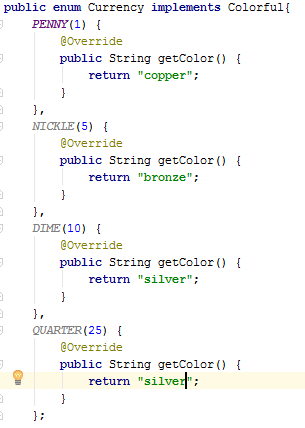 public enum Currency implements Colorful{
    PENNY(1) {
        @Override
        public String getColor() {
            return "copper";
        }
    },
    NICKLE(5) {
        @Override
        public String getColor() {
            return "bronze";
        }
    },
    DIME(10) {
        @Override
        public String getColor() {
            return "silver";
        }
    },
    QUARTER(25) {
        @Override
        public String getColor() {
            return "silver";
        }
    };